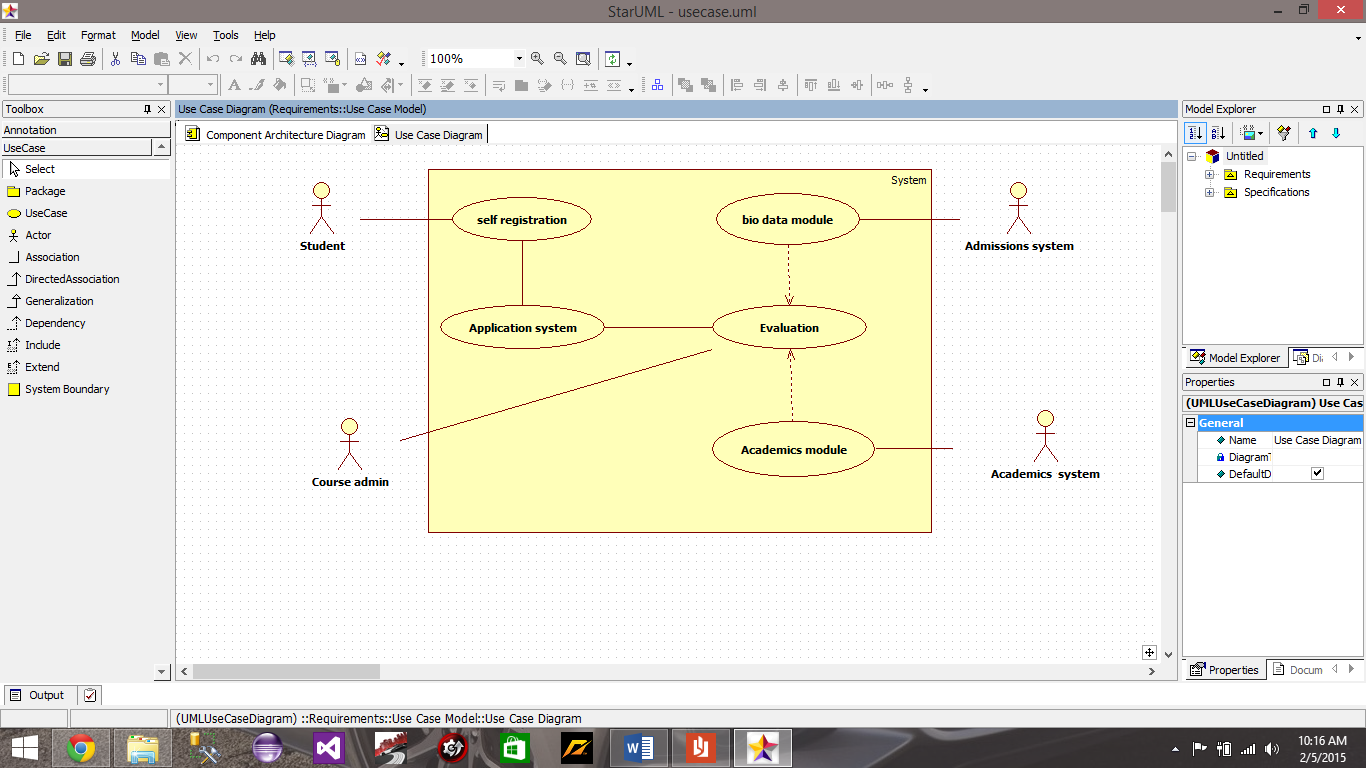 StarUML - usecase.uml
File Edit Format Model View Tools Help
100%
Toolbox
Annotation
UseCase
Select
Package
UseCase
Actor
Association
DirectedAssociation
Generalization
Dependency
Include
Extend
System Boundary
Use Case Diagram (Requirements::Use Case Model)
Component Architecture Diagram Use Case Diagram
System
self registration
bio data module
Student
Admissions system
Application system
Evaluation
Academics module
Course admin
Academics system
Model Explorer
Untitled
Requirements
Specifications
Model Explorer Di
Properties
(UMLUseCaseDiagram) Use Cas
General
Name Use Case Diagram
DiagramT
DefaultD
Properties Docum
Output
(UMLUseCaseDiagram) ::Requirements::Use Case Model::Use Case Diagram
10:16 AM
2/5/2015